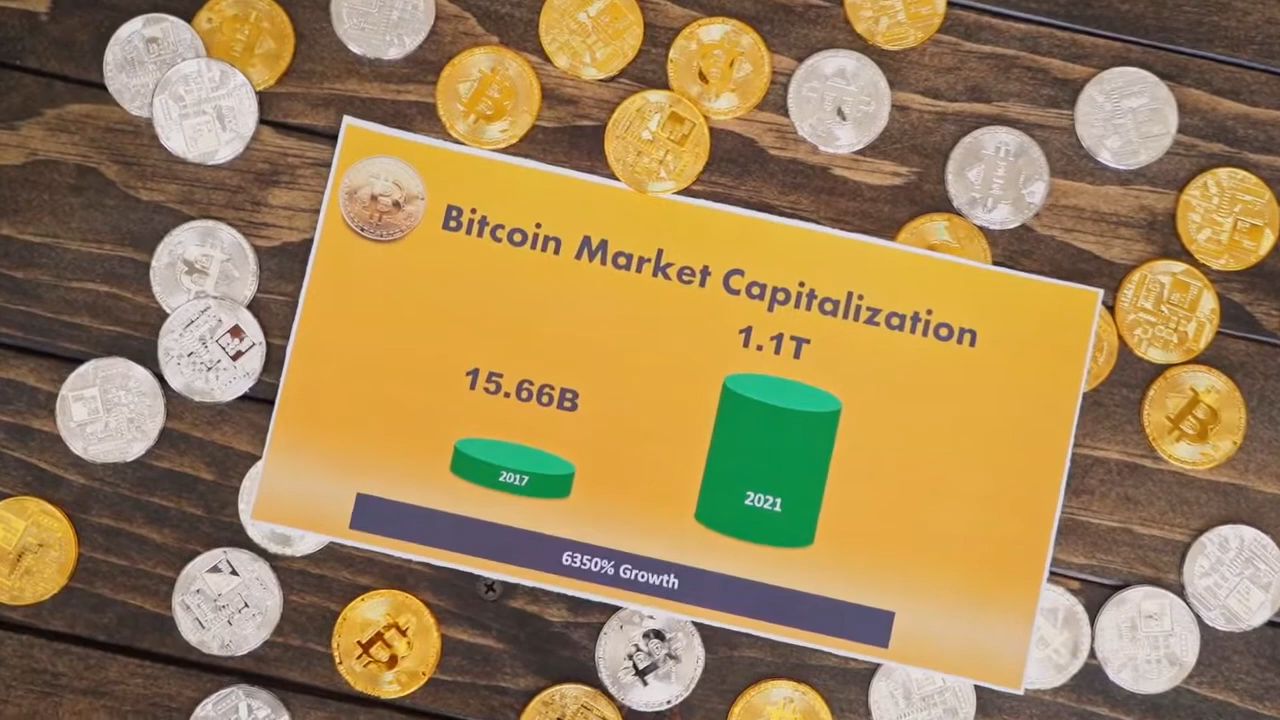 Bitcoin Market Capitalization
1.1T
15.66B
2017
2021
6350% Growth